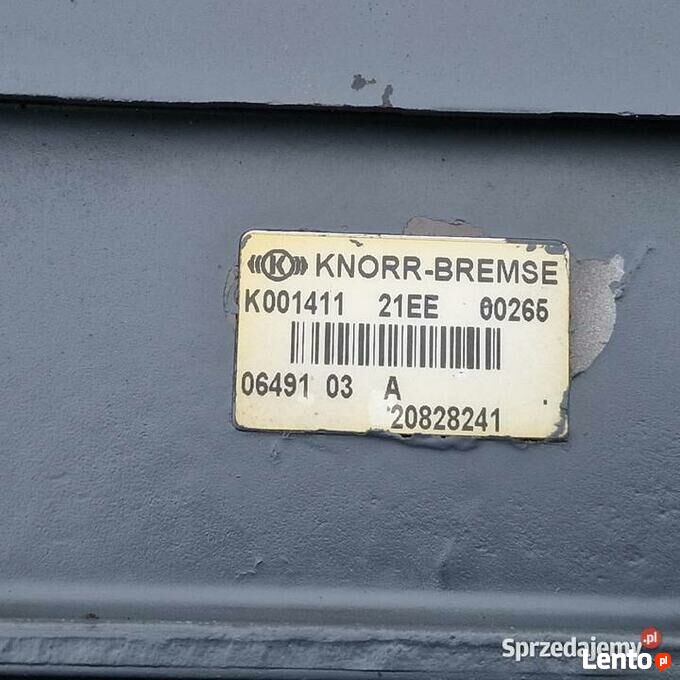 K KNORR-BREMSE
K001411 21EE 00265
06491 03 A
20828241
Sprzedajemy.pl
Lento.pl